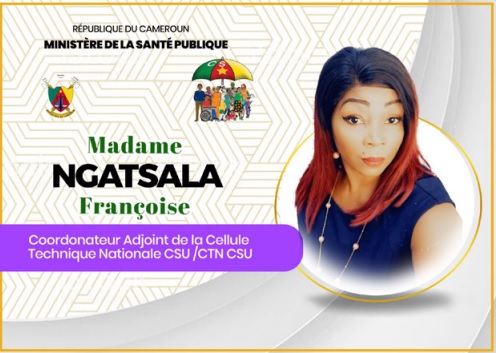 RÉPUBLIQUE DU CAMEROUN
MINISTÈRE DE LA SANTÉ PUBLIQUE
Madame
NGATSALA
Françoise
Coordonateur Adjoint de la Cellule
Technique Nationale CSU /CTN CSU